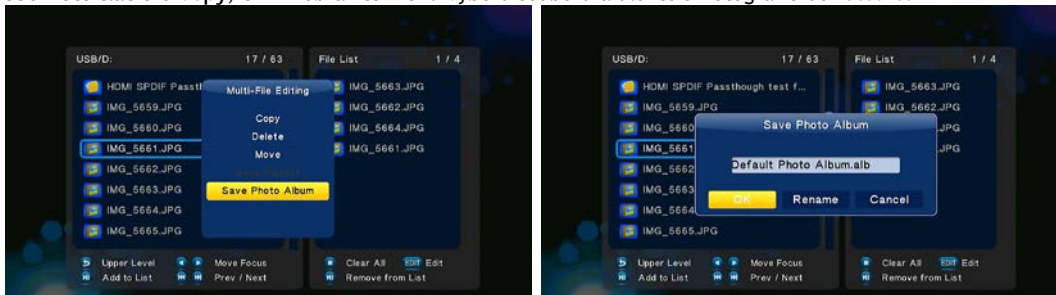 USB/D: 17 / 63 File List 1 / 4
HDMI SPDIF Passt
IMG_5659.JPG
IMG_5660.JPG
IMG_5661.JPG
IMG_5662.JPG
IMG_5663.JPG
IMG_5664.JPG
IMG_5665.JPG
Multi-File Editing
Copy
Delete
Move
Save Photo Album
IMG_5663.JPG
IMG_5662.JPG
IMG_5664.JPG
IMG_5661.JPG
Upper Level Move Focus Clear All EDIT Edit
Add to List Prev / Next Remove from List
USB/D: 17 / 63 File List 1 / 4
HDMI SPDIF Passthough test f...
IMG_5659.JPG
IMG_5660
IMG_5661
IMG_5662
IMG_5663
IMG_5664
IMG_5665.JPG
Save Photo Album
Default Photo Album.alb
OK Rename Cancel
IMG_5663.JPG
IMG_5662.JPG
JPG
JPG
Upper Level Move Focus Clear All EDIT Edit
Add to List Prev / Next Remove from List